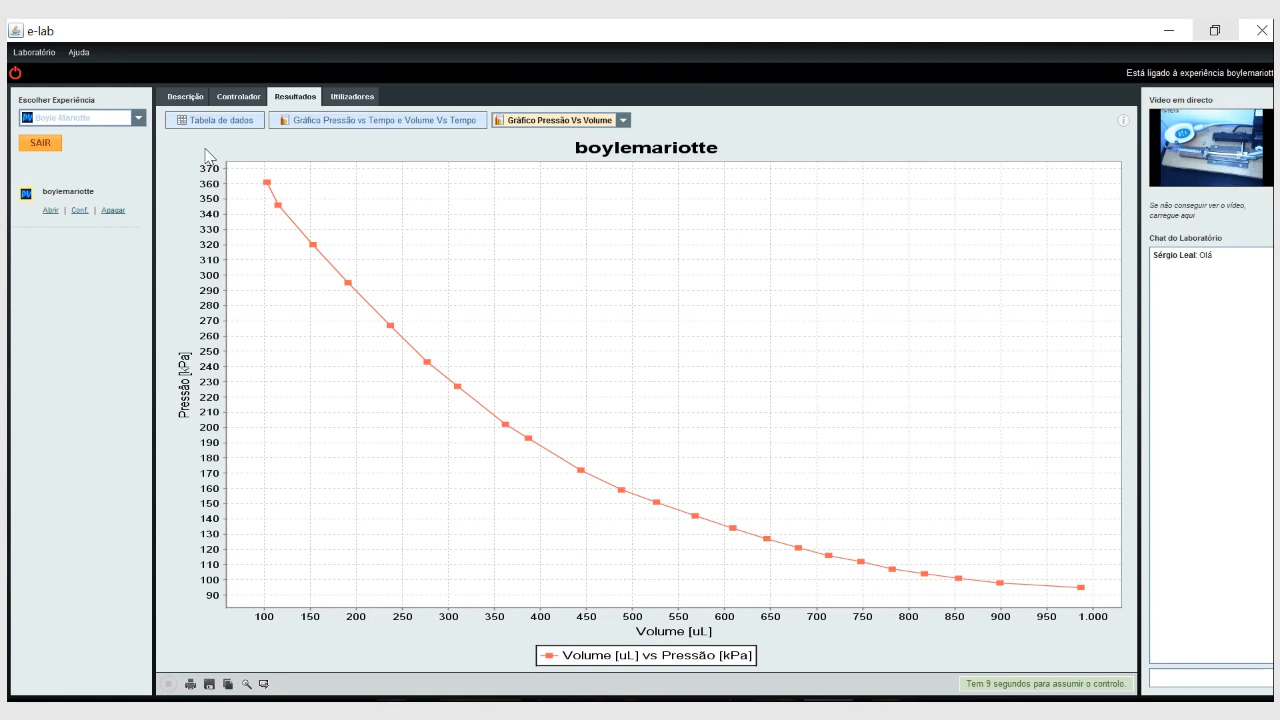 e-lab
Laboratório Ajuda
Está ligado à experiência boylemariott
Escolher Experiência
Boyle Mariotte
SAIR
boylemariotte
Abrir | Conf. | Apagar
Descrição Controlador Resultados Utilizadores
Tabela de dados Gráfico Pressão vs Tempo e Volume Vs Tempo Gráfico Pressão Vs Volume
boylemariotte
370
360
350
340
330
320
310
300
290
280
270
260
250
240
230
220
210
200
190
180
170
160
150
140
130
120
110
100
90
Pressão [kPa]
100 150 200 250 300 350 400 450 500 550 600 650 700 750 800 850 900 950 1.000
Volume [uL]
Volume [uL] vs Pressão [kPa]
Tem 9 segundos para assumir o controlo.
Video em directo
Se não conseguir ver o vídeo,
carregue aqui
Chat do Laboratório
Sérgio Leal: Olá